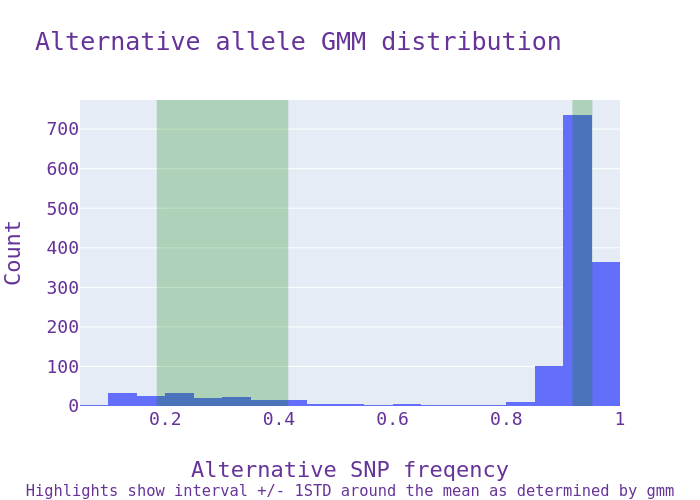 Alternative allele GMM distribution
700
600
500
400
300
200
100
0
Count
0.2 0.4 0.6 0.8 1
Alternative SNP freqency
Highlights show interval +/- 1STD around the mean as determined by gmm